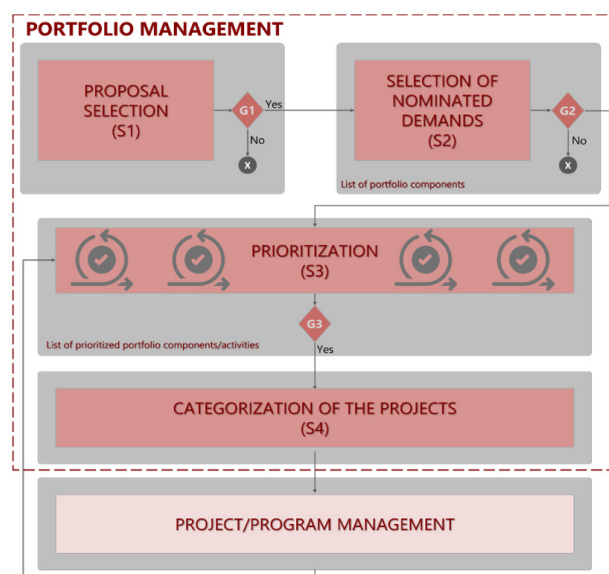 PORTFOLIO MANAGEMENT
PROPOSAL
SELECTION
(S1)
G1
Yes
No
X
SELECTION OF
NOMINATED
DEMANDS
(S2)
G2
No
X
List of portfolio components
PRIORITIZATION
(S3)
G3
Yes
List of prioritized portfolio components/activities
CATEGORIZATION OF THE PROJECTS
(S4)
PROJECT/PROGRAM MANAGEMENT